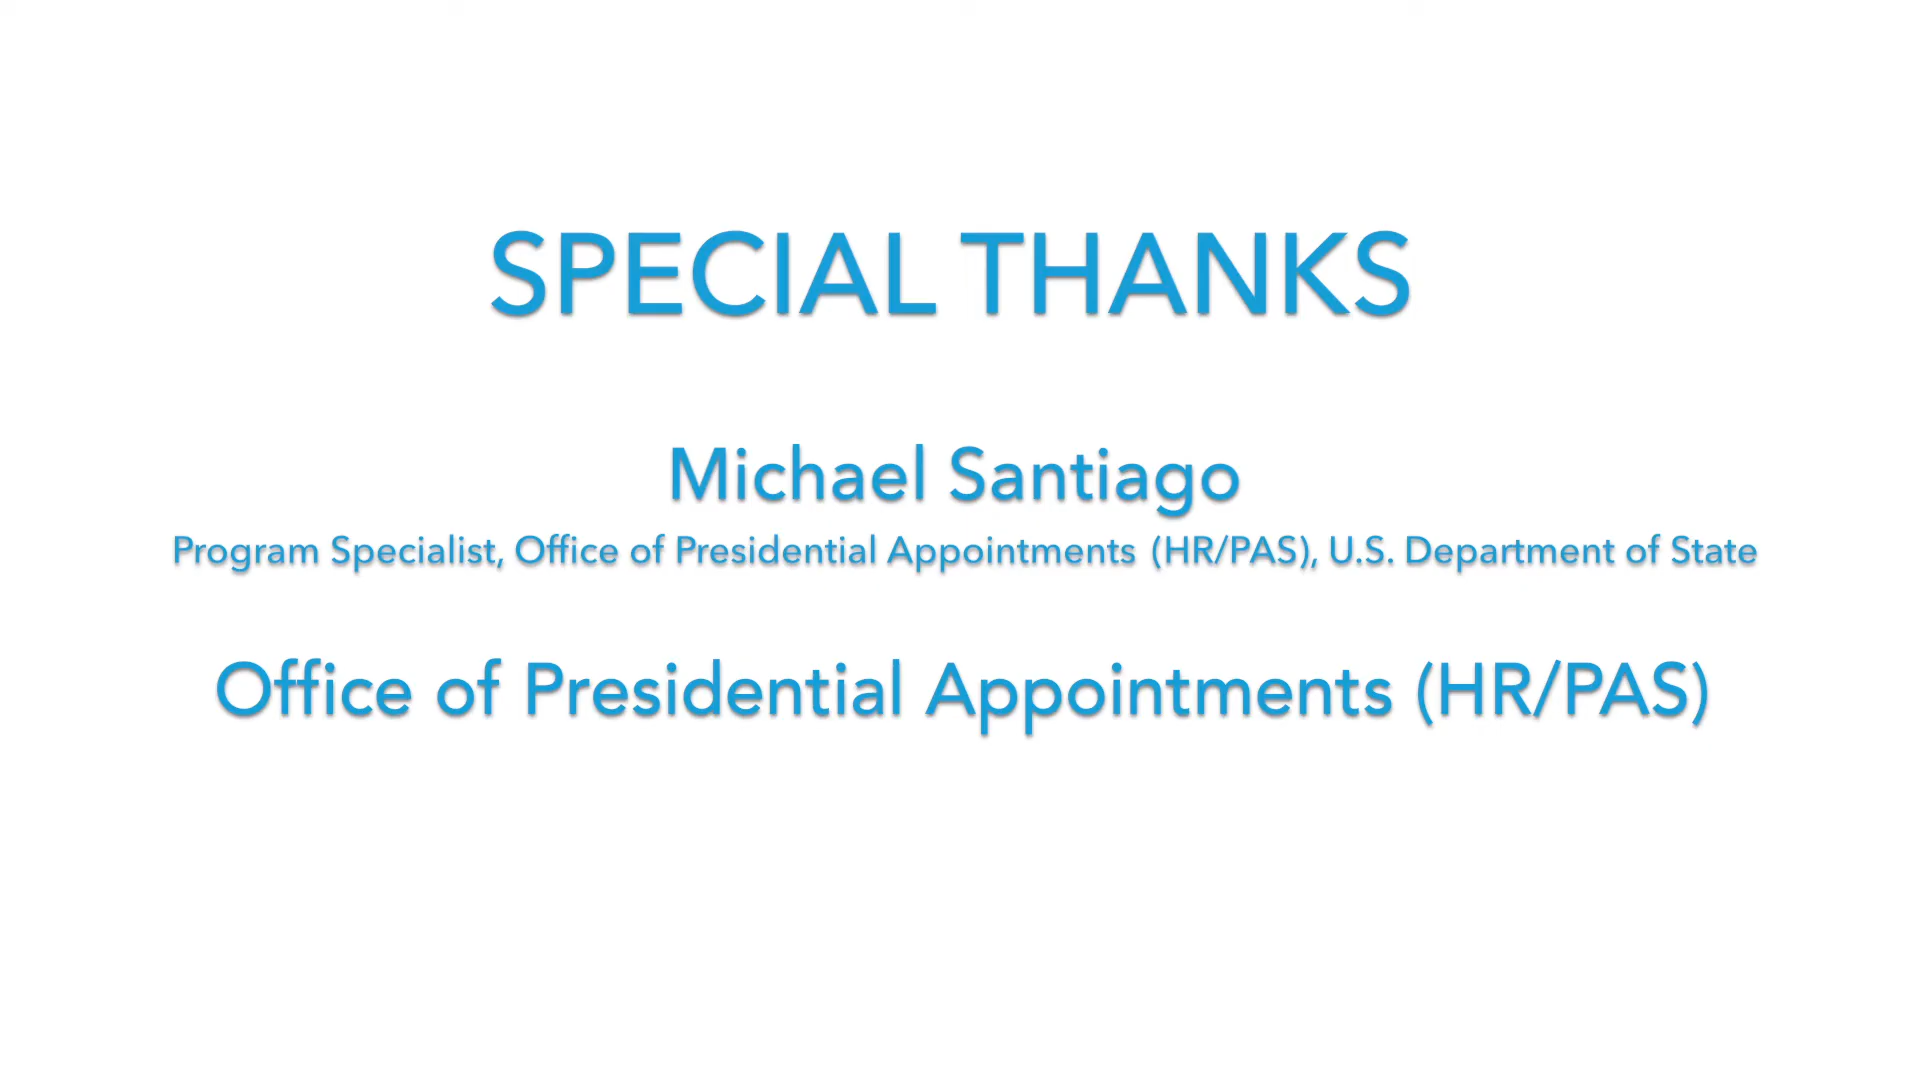 SPECIAL THANKS
Michael Santiago
Program Specialist, Office of Presidential Appointments (HR/PAS), U.S. Department of State
Office of Presidential Appointments (HR/PAS)